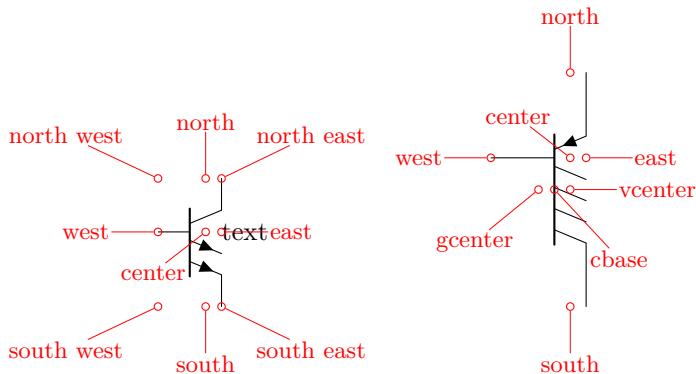 north
center
north west
north
north east
west
east
vcenter
west
text
east
gcenter
cbase
center
south west
south
south east
south